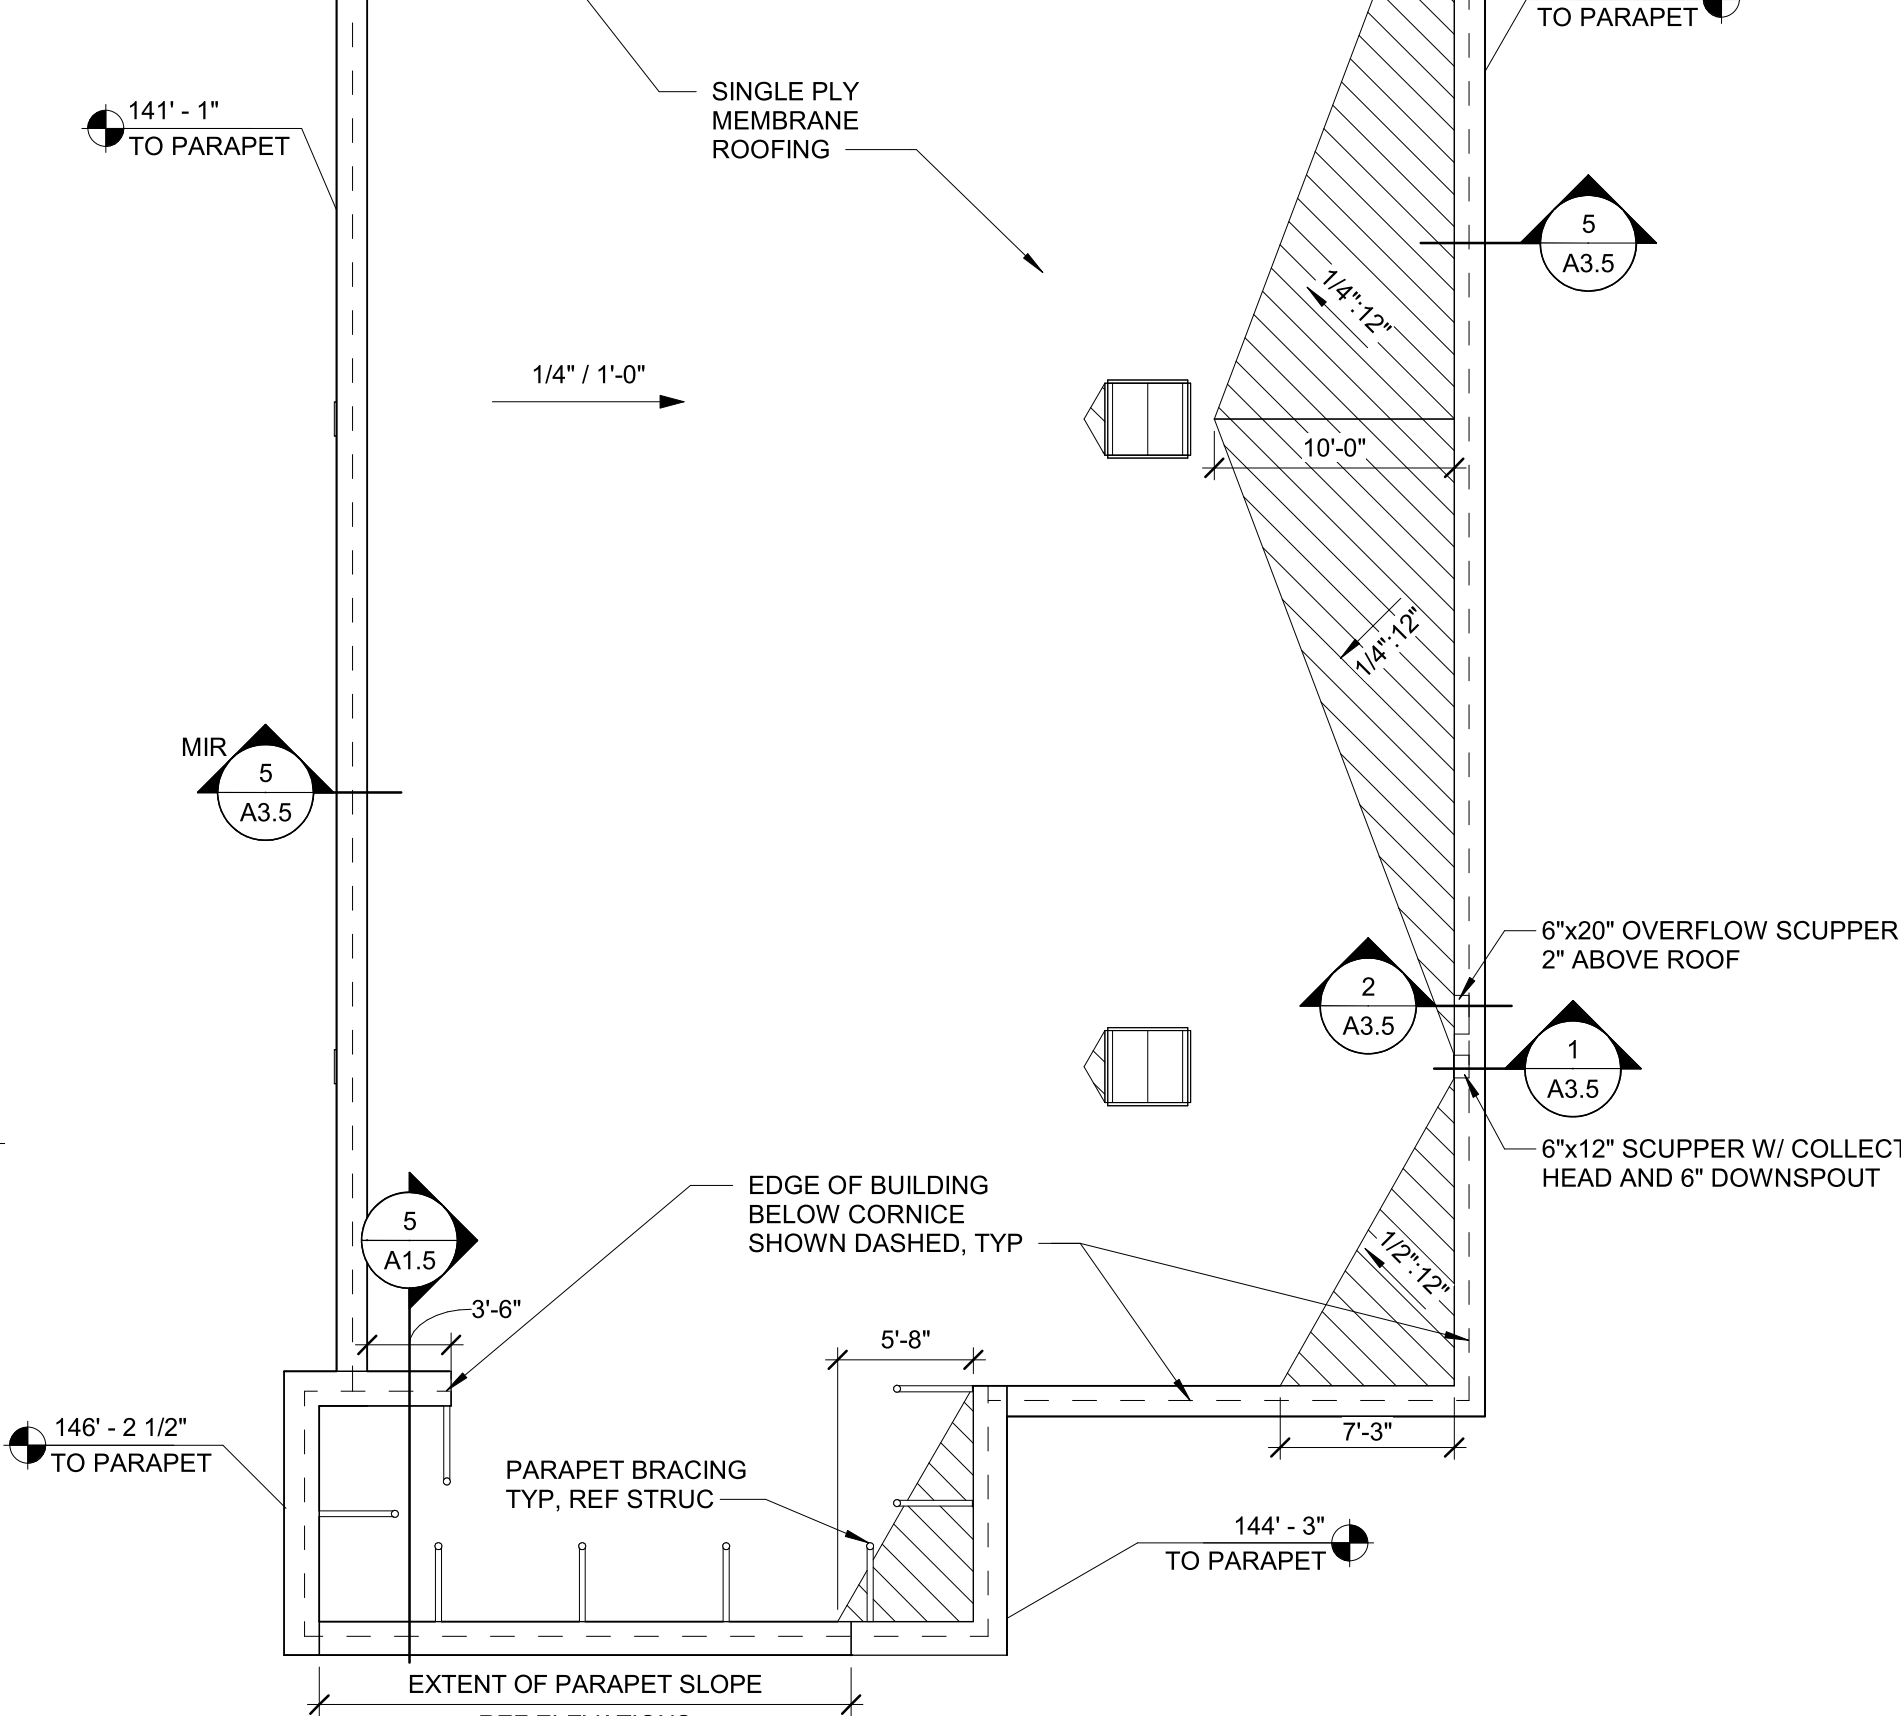 TO PARAPET
SINGLE PLY
MEMBRANE
ROOFING
141' - 1"
TO PARAPET
5
A3.5
1/4":12"
1/4" / 1'-0"
10'-0"
1/4":12"
MIR
5
A3.5
6"x20" OVERFLOW SCUPPER
2" ABOVE ROOF
2
A3.5
1
A3.5
6"x12" SCUPPER W/ COLLECT
HEAD AND 6" DOWNSPOUT
EDGE OF BUILDING
BELOW CORNICE
SHOWN DASHED, TYP
5
A1.5
1/2":12"
3'-6"
5'-8"
7'-3"
146' - 2 1/2"
TO PARAPET
PARAPET BRACING
TYP, REF STRUC
144' - 3"
TO PARAPET
EXTENT OF PARAPET SLOPE
REF ELEVATIONS